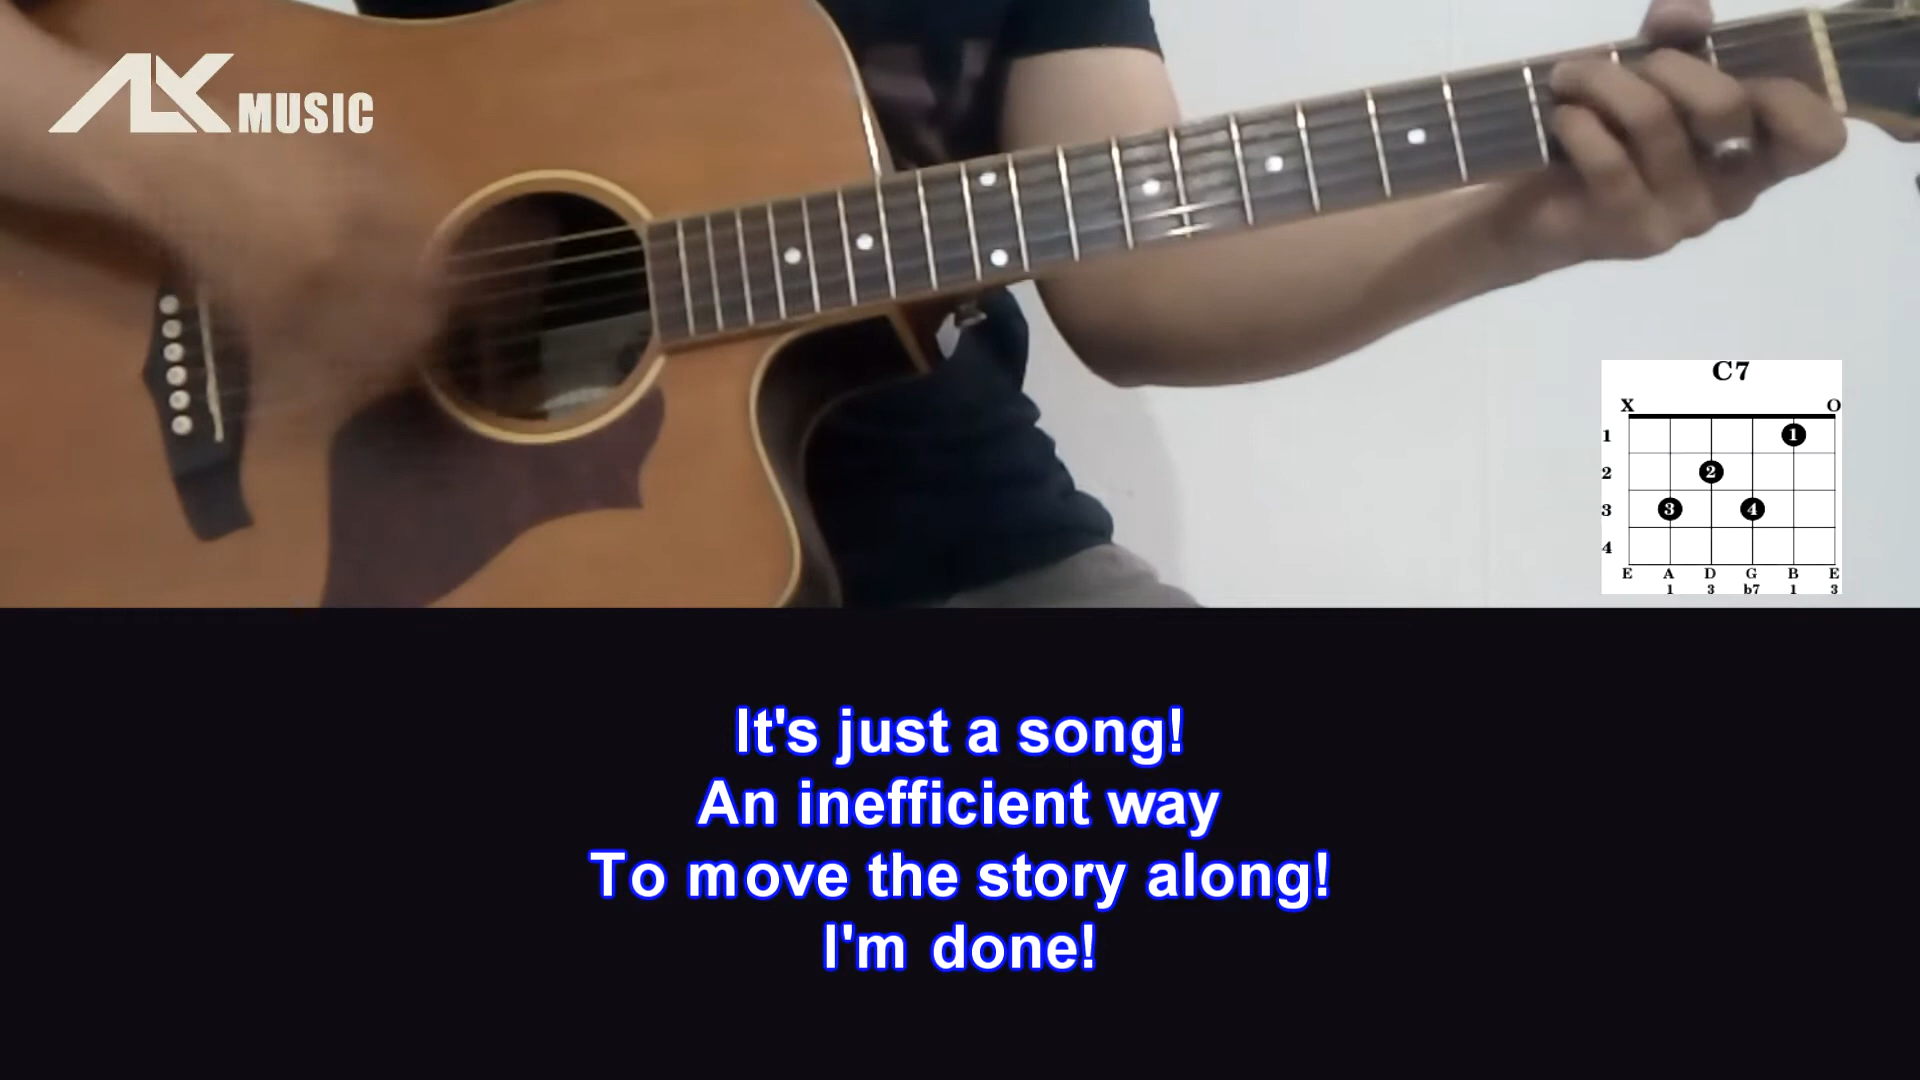 ALK MUSIC
C7
X O
1 1
2 2
3 3 4
4
E A D G B E
1 3 b7 1 3
It's just a song!
An inefficient way
To move the story along!
I'm done!